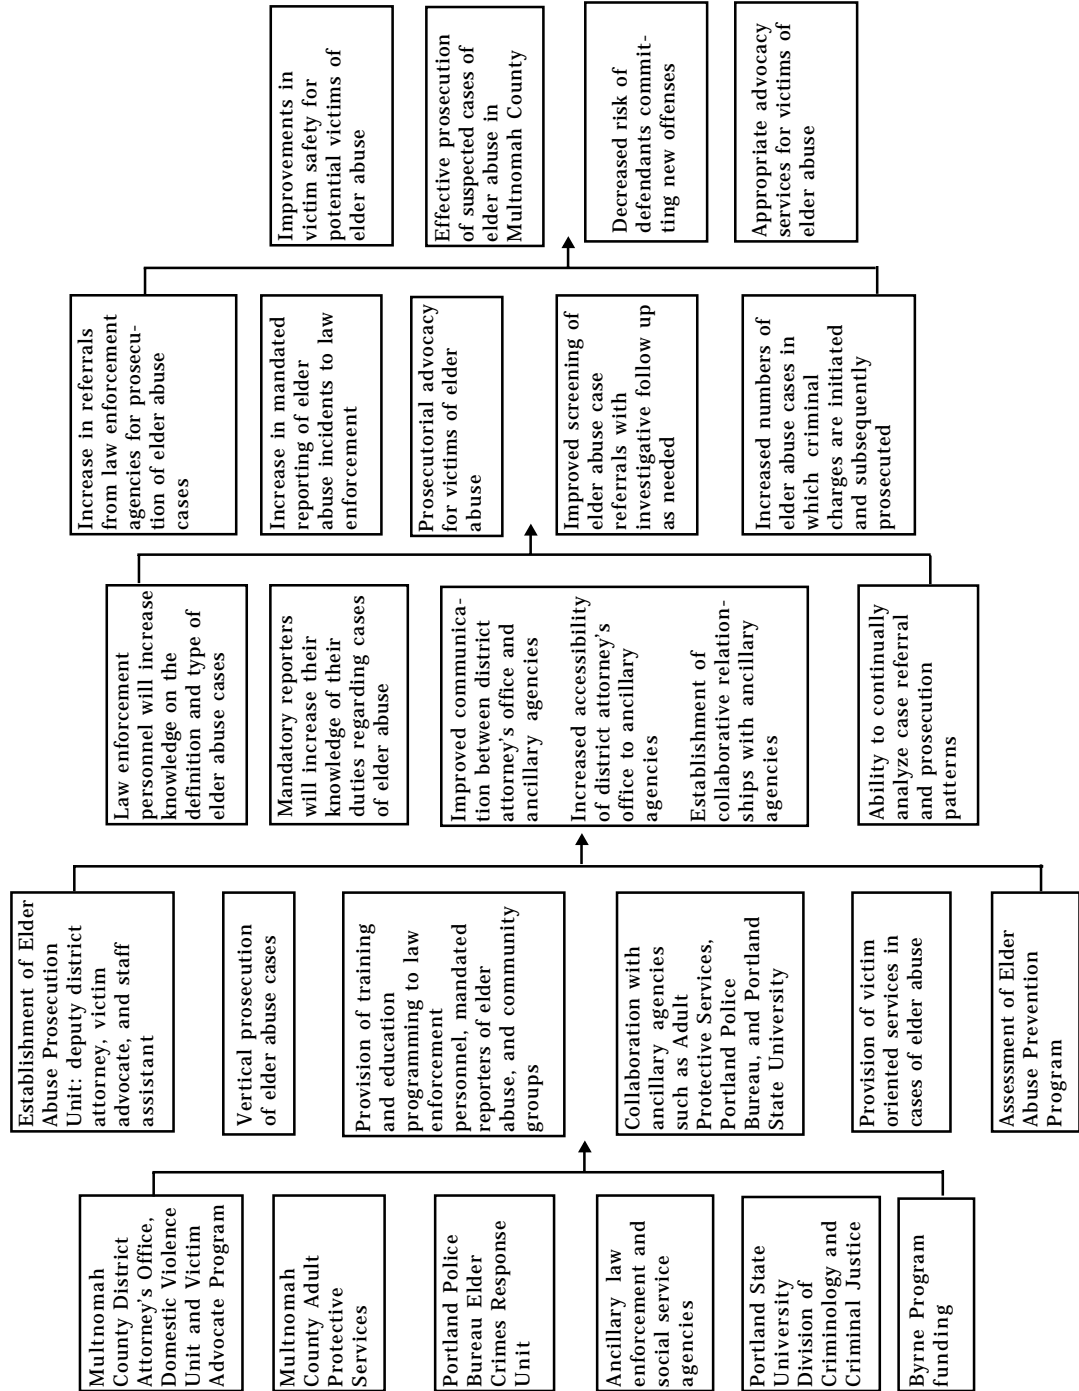 Multnomah
County District
Attorney's Office,
Domestic Violence
Unit and Victim
Advocate Program
Multnomah
County Adult
Protective
Services
Portland Police
Bureau Elder
Crimes Response
Unit
Ancillary law
enforcement and
social service
agencies
Portland State
University
Division of
Criminology and
Criminal Justice
Byrne Program
funding
Establishment of Elder
Abuse Prosecution
Unit: deputy district
attorney, victim
advocate, and staff
assistant
Vertical prosecution
of elder abuse cases
Provision of training
and education
programming to law
enforcement
personnel, mandated
reporters of elder
abuse, and community
groups
Collaboration with
ancillary agencies
such as Adult
Protective Services,
Portland Police
Bureau, and Portland
State University
Provision of victim
oriented services in
cases of elder abuse
Assessment of Elder
Abuse Prevention
Program
Law enforcement
personnel will increase
knowledge on the
definition and type of
elder abuse cases
Mandatory reporters
will increase their
knowledge of their
duties regarding cases
of elder abuse
Improved communica-
tion between district
attorney's office and
ancillary agencies
Increased accessibility
of district attorney's
office to ancillary
agencies
Establishment of
collaborative relation-
ships with ancillary
agencies
Ability to continually
analyze case referral
and prosecution
patterns
Increase in referrals
from law enforcement
agencies for prosecu-
tion of elder abuse
cases
Increase in mandated
reporting of elder
abuse incidents to law
enforcement
Prosecutorial advocacy
for victims of elder
abuse
Improved screening of
elder abuse case
referrals with
investigative follow up
as needed
Increased numbers of
elder abuse cases in
which criminal
charges are initiated
and subsequently
prosecuted
Improvements in
victim safety for
potential victims of
elder abuse
Effective prosecution
of suspected cases of
elder abuse in
Multnomah County
Decreased risk of
defendants commit-
ting new offenses
Appropriate advocacy
services for victims of
elder abuse